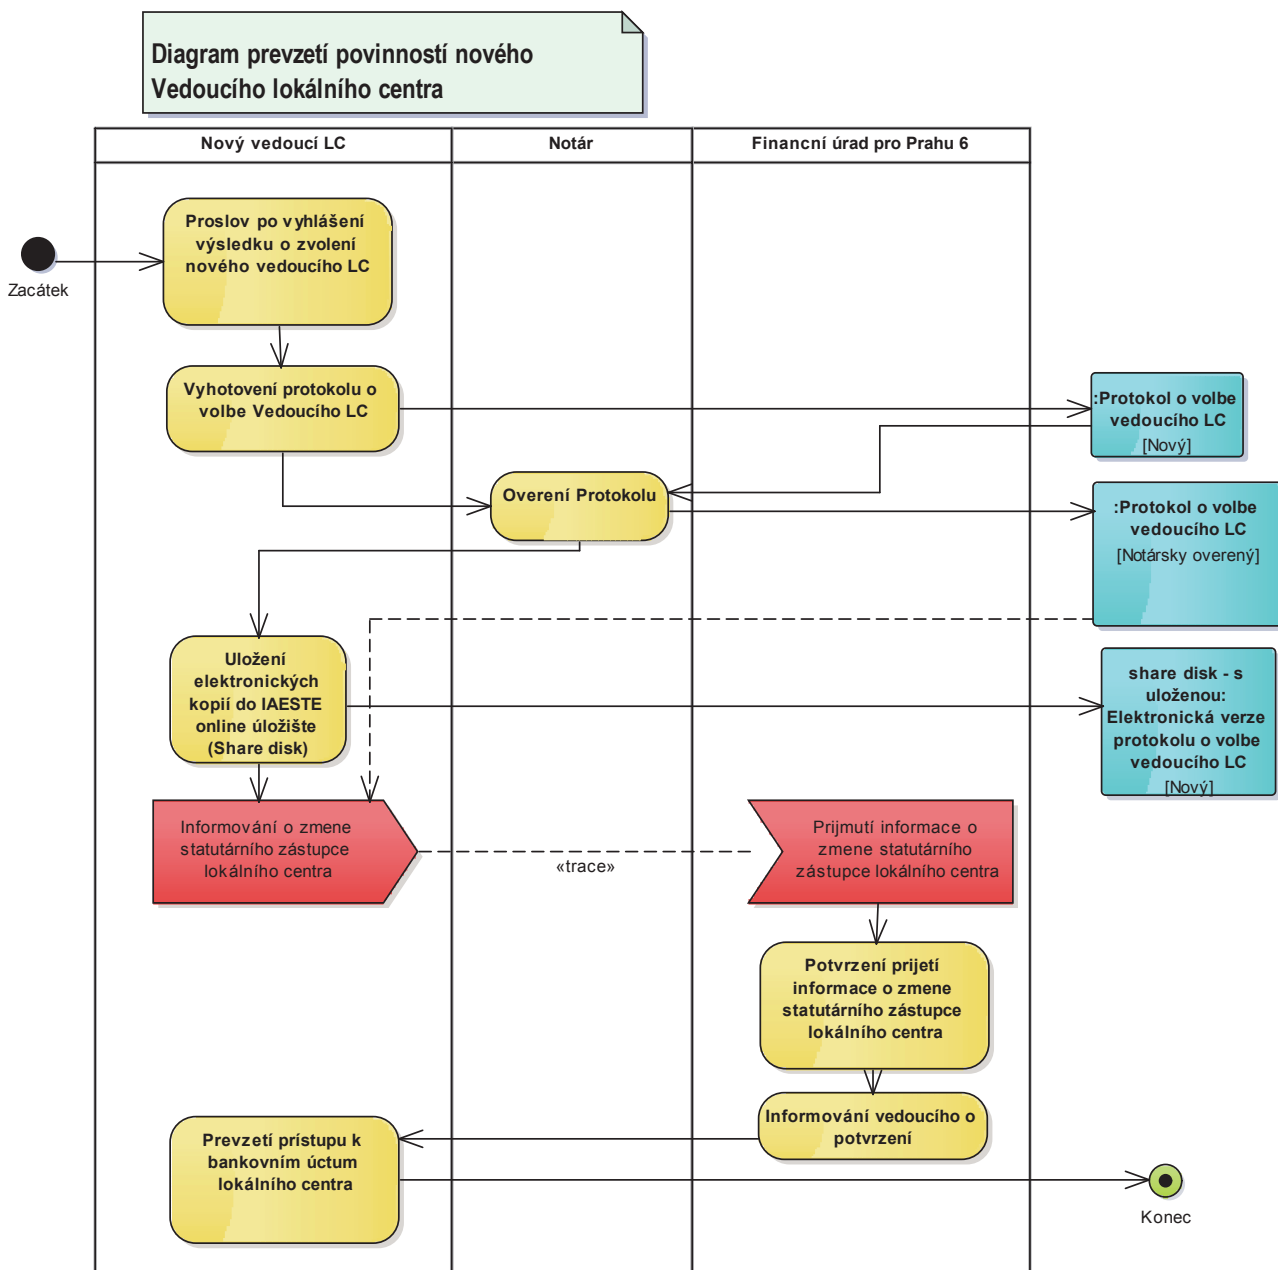 Diagram prevzetí povinností nového
Vedoucího lokálního centra
Nový vedoucí LC
Notár
Financní úrad pro Prahu 6
Zacátek
Proslov po vyhlášení
výsledku o zvolení
nového vedoucího LC
Vyhotovení protokolu o
volbe Vedoucího LC
:Protokol o volbe
vedoucího LC
[Nový]
Overení Protokolu
:Protokol o volbe
vedoucího LC
[Notársky overený]
Uložení
elektronických
kopií do IAESTE
online úložište
(Share disk)
share disk - s
uloženou:
Elektronická verze
protokolu o volbe
vedoucího LC
[Nový]
Informování o zmene
statutárního zástupce
lokálního centra
«trace»
Prijmutí informace o
zmene statutárního
zástupce lokálního centra
Potvrzení prijetí
informace o zmene
statutárního zástupce
lokálního centra
Informování vedoucího o
potvrzení
Prevzetí prístupu k
bankovním úctum
lokálního centra
Konec